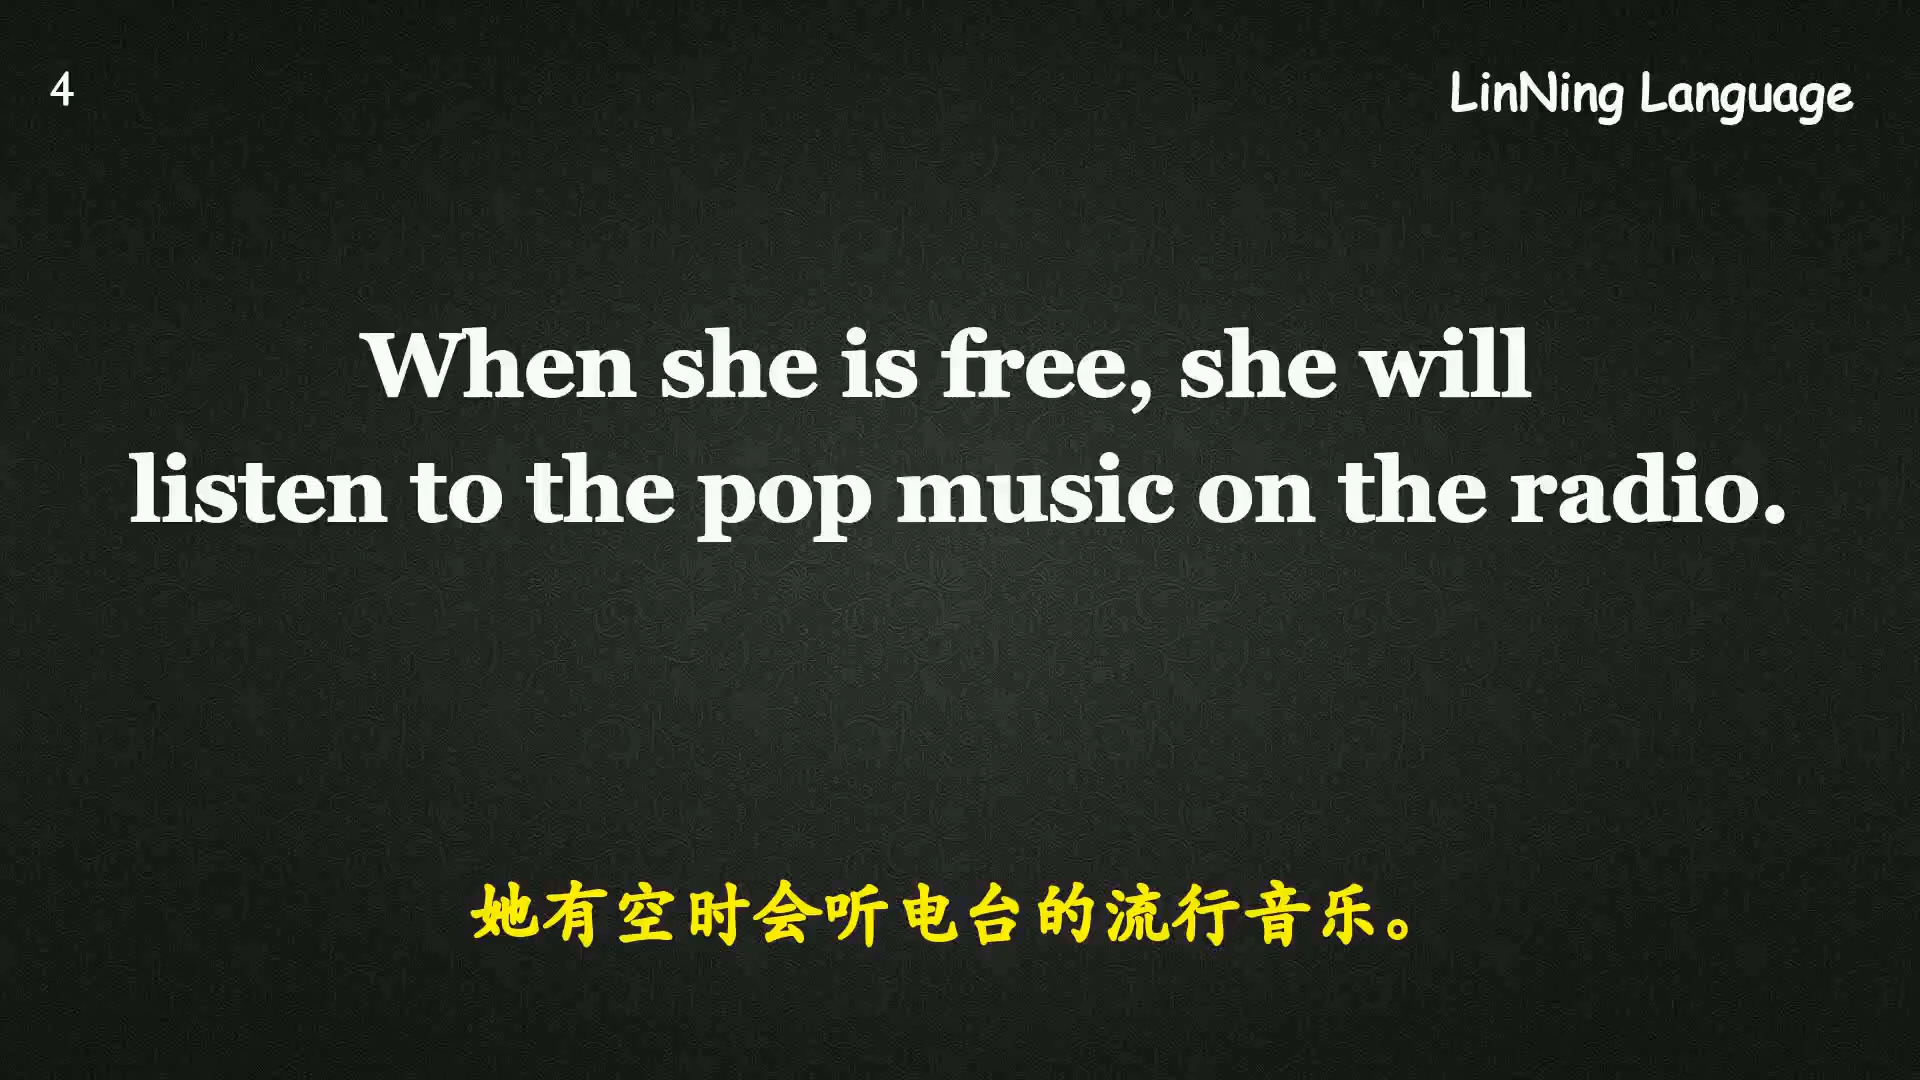 4
LinNing Language
When she is free, she will
listen to the pop music on the radio.
她有空时会听电台的流行音乐。